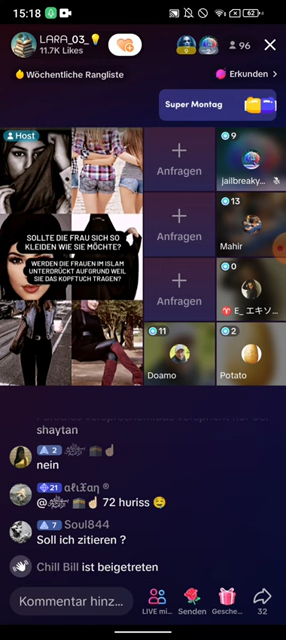 15:18
62
LARA_03_💡
11.7K Likes
96
Wöchentliche Rangliste
Erkunden >
Super Montag
Host
SOLLTE DIE FRAU SICH SO
KLEIDEN WIE SIE MÖCHTE?
WERDEN DIE FRAUEN IM ISLAM
UNTERDRÜCKT AUFGRUND WEIL
SIE DAS KOPFTUCH TRAGEN?
Anfragen
Anfragen
Anfragen
9
jailbreaky...
13
Mahir
0
♈ E_ エキソ...
11
Doamo
2
Potato
shaytan
2 🕋☝🏻
nein
21 αℓιXαη ®
@ 🕋☝🏻 72 huriss 🤤
7 Soul844
Soll ich zitieren ?
Chill Bill ist beigetreten
Kommentar hinz...
LIVE mi...
Senden
Gesche...
32